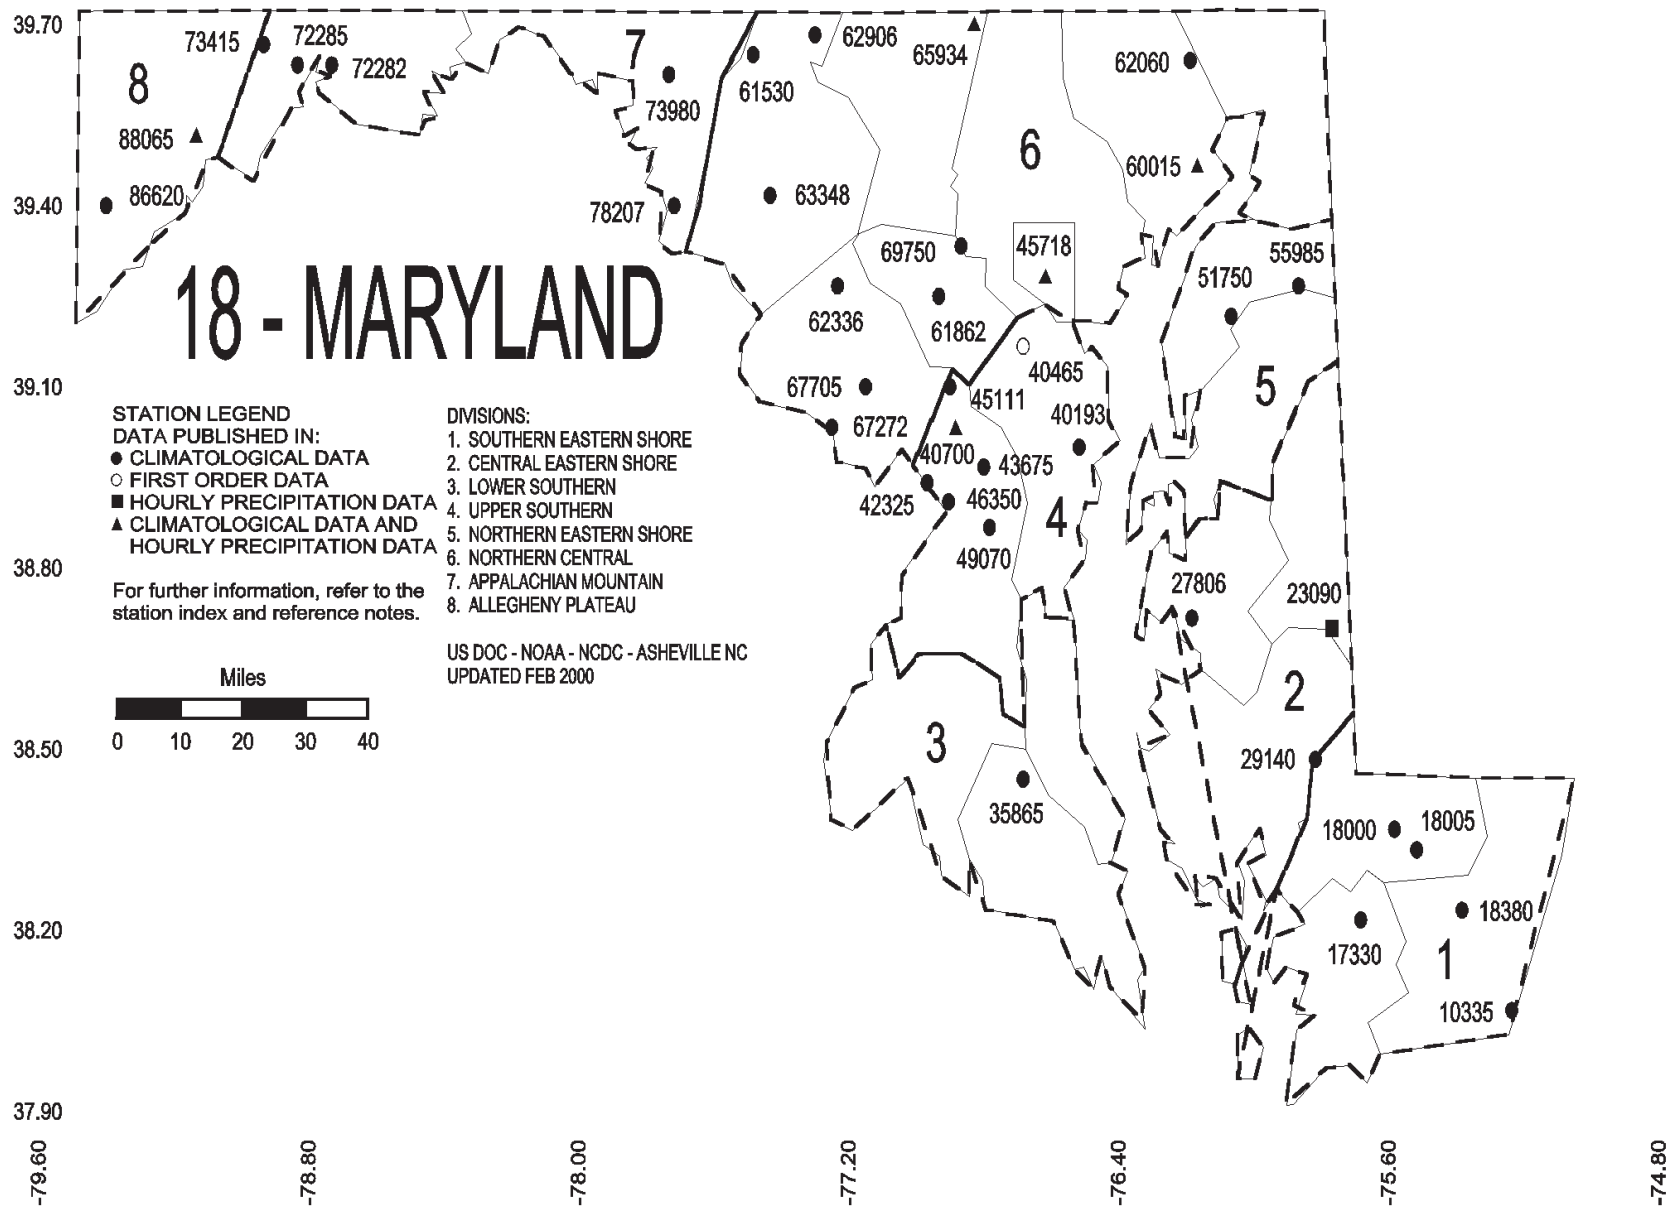 39.70
73415
72285
72282
7
62906
65934
62060
8
73980
61530
88065
6
60015
86620
39.40
78207
63348
69750
45718
55985
51750
18 - MARYLAND
62336
61862
40465
39.10
67705
45111
5
40193
67272
40700
43675
42325
46350
4
49070
STATION LEGEND
DATA PUBLISHED IN:
CLIMATOLOGICAL DATA
FIRST ORDER DATA
HOURLY PRECIPITATION DATA
CLIMATOLOGICAL DATA AND
HOURLY PRECIPITATION DATA
For further information, refer to the
station index and reference notes.
DIVISIONS:
1. SOUTHERN EASTERN SHORE
2. CENTRAL EASTERN SHORE
3. LOWER SOUTHERN
4. UPPER SOUTHERN
5. NORTHERN EASTERN SHORE
6. NORTHERN CENTRAL
7. APPALACHIAN MOUNTAIN
8. ALLEGHENY PLATEAU
US DOC - NOAA - NCDC - ASHEVILLE NC
UPDATED FEB 2000
38.80
27806
23090
2
Miles
0 10 20 30 40
38.50
3
29140
35865
18000
18005
18380
38.20
17330
1
10335
37.90
-79.60
-78.80
-78.00
-77.20
-76.40
-75.60
-74.80